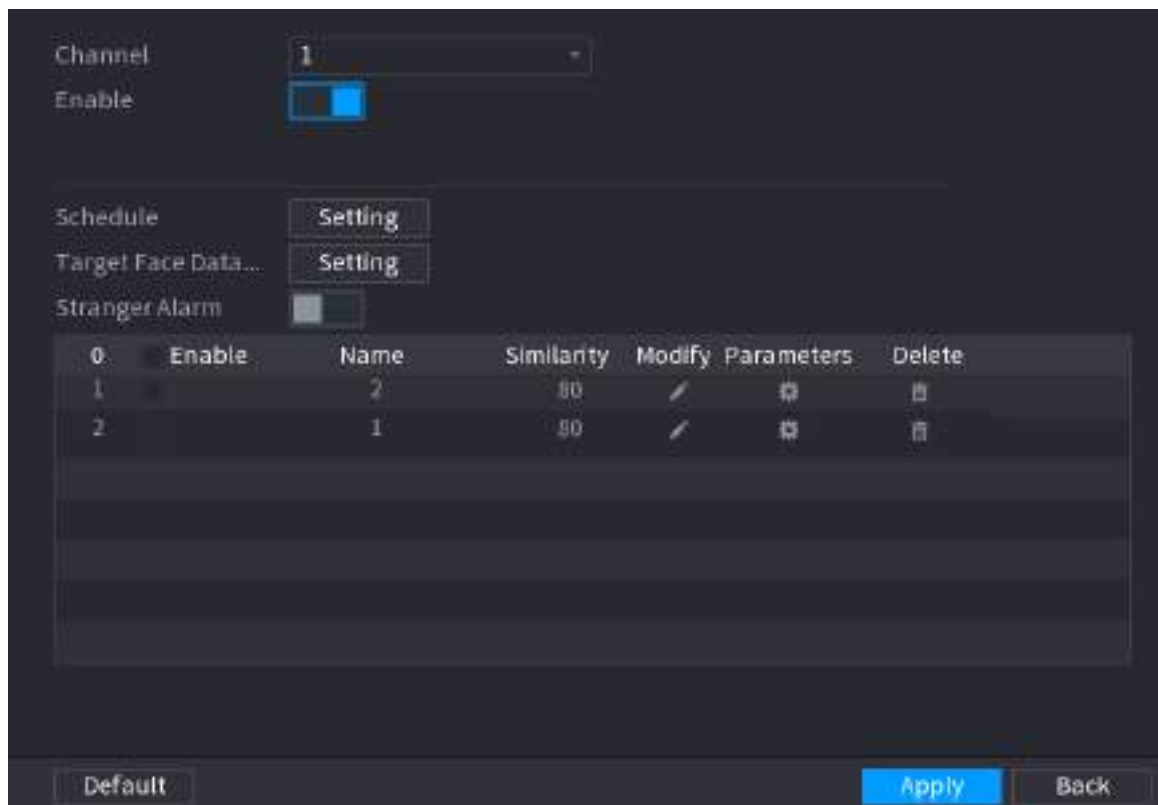 Channel 1
Enable
Schedule Setting
Target Face Data... Setting
Stranger Alarm
0 Enable Name Similarity Modify Parameters Delete
1 2 80
2 1 80
Default Apply Back